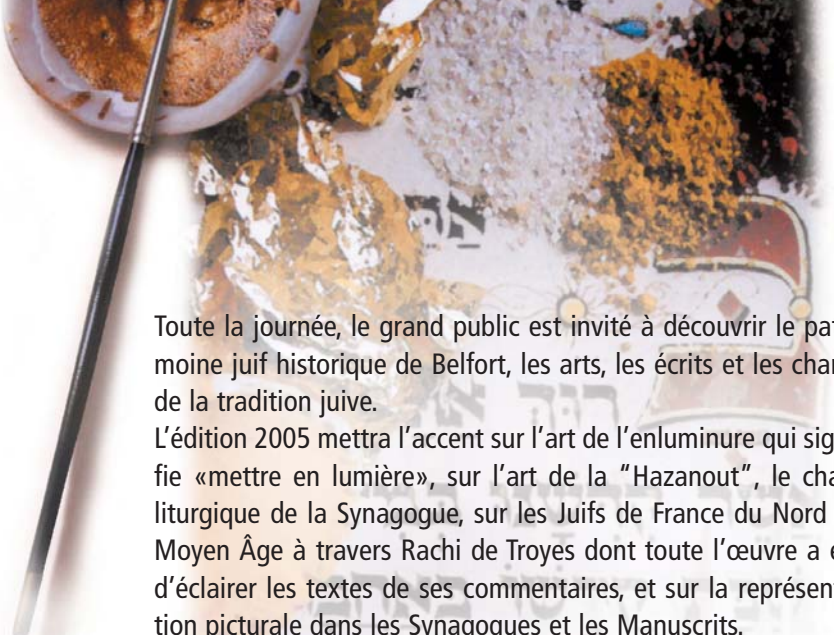 Toute la journée, le grand public est invité à découvrir le pat
moine juif historique de Belfort, les arts, les écrits et les chan
de la tradition juive.
L’édition 2005 mettra l’accent sur l’art de l’enluminure qui sig
fie «mettre en lumière», sur l’art de la “Hazanout”, le cha
liturgique de la Synagogue, sur les Juifs de France du Nord
Moyen Âge à travers Rachi de Troyes dont toute l’œuvre a é
d’éclairer les textes de ses commentaires, et sur la représent
tion picturale dans les Synagogues et les Manuscrits.